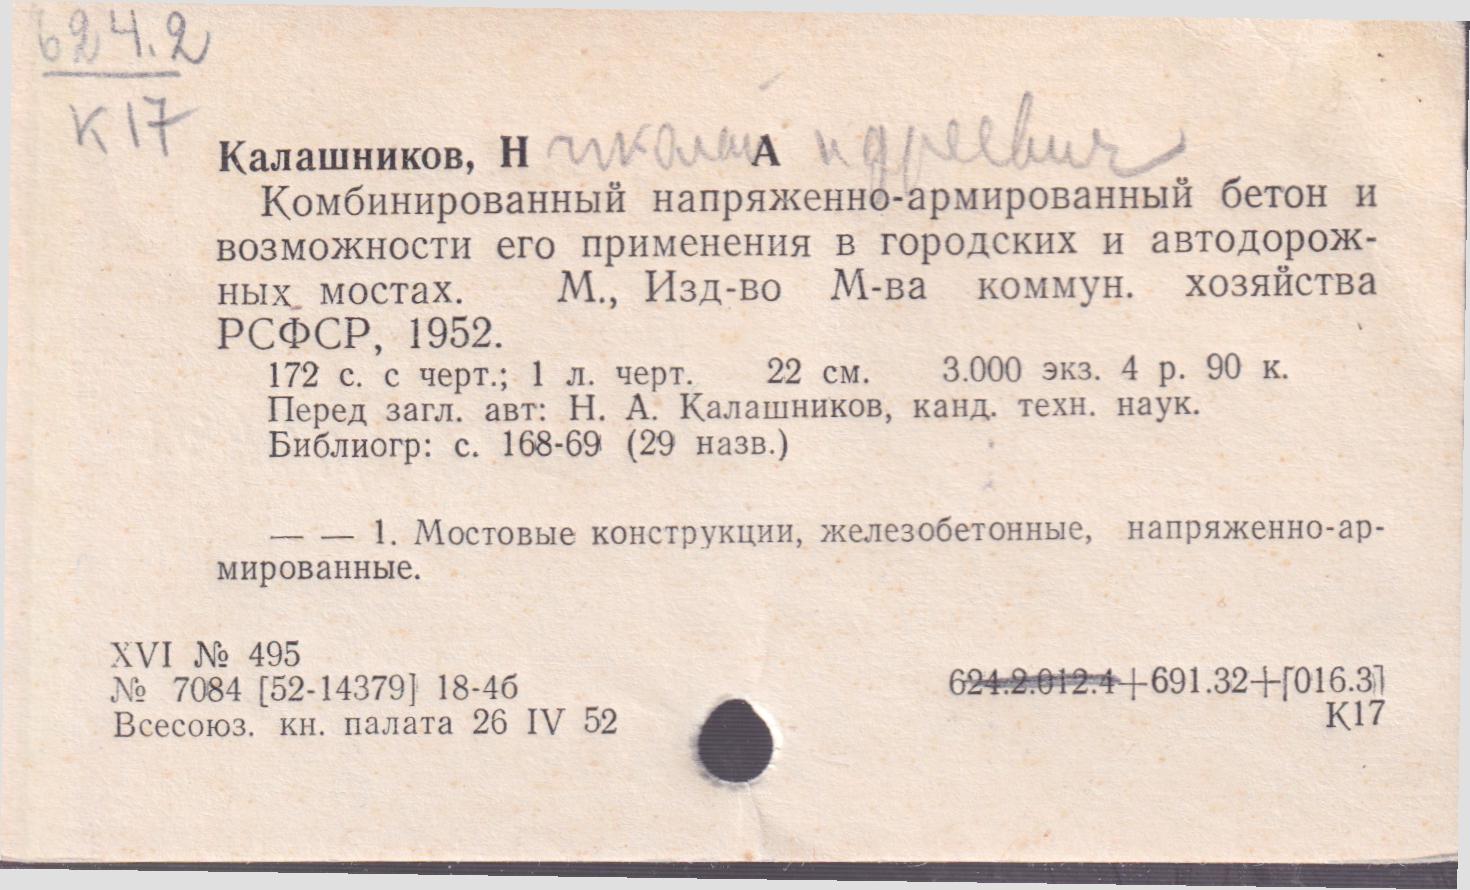 624.2
К17
Калашников, Николай Андреевич
Комбинированный напряженно-армированный бетон и
возможности его применения в городских и автодорож-
ных мостах. М., Изд-во М-ва коммун. хозяйства
РСФСР, 1952.
172 с. с черт.; 1 л. черт. 22 см. 3.000 экз. 4 р. 90 к.
Перед загл. авт: Н. А. Калашников, канд. техн. наук.
Библиогр: с. 168-69 (29 назв.)
— — 1. Мостовые конструкции, железобетонные, напряженно-ар-
мированные.
XVI № 495
№ 7084 [52-14379] 18-4б
Всесоюз. кн. палата 26 IV 52
624.2.012.4+691.32+[016.3]
К17